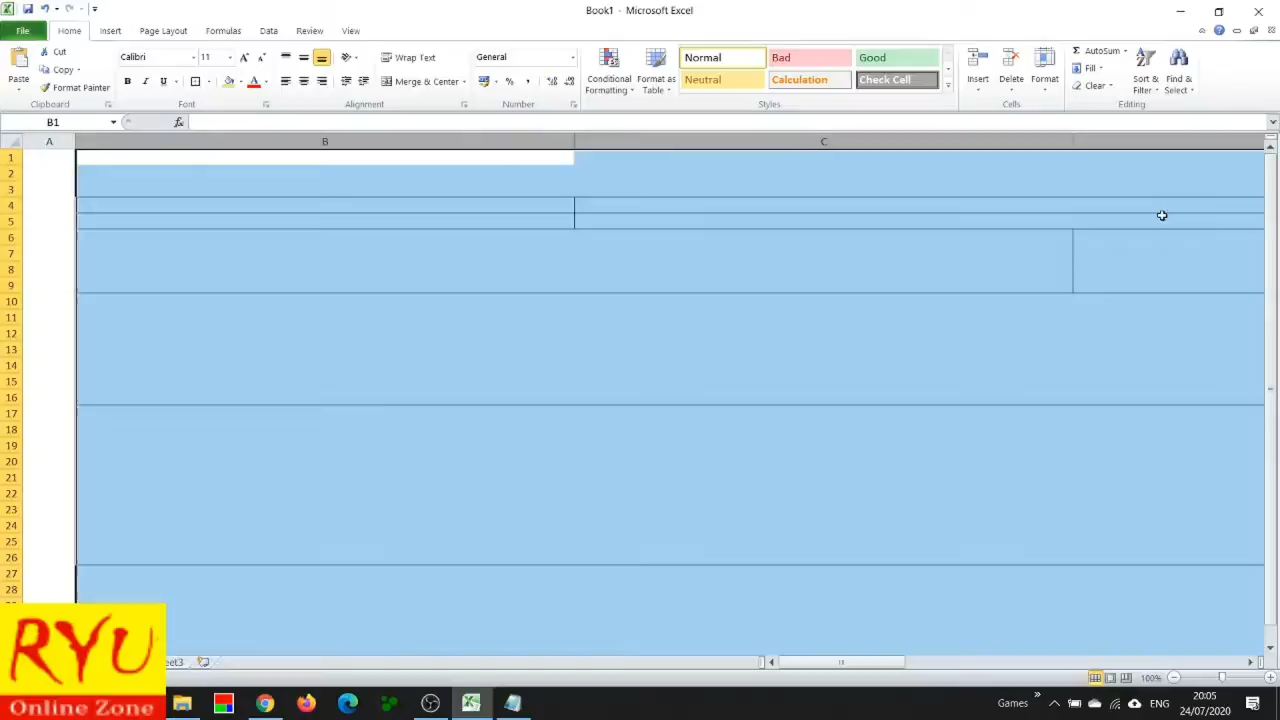 Book1 - Microsoft Excel
File Home Insert Page Layout Formulas Data Review View
Paste Cut Copy Format Painter
Calibri 11 B I U A
Wrap Text Merge & Center
General %
Conditional Formatting Format as Table
Normal Bad Good
Neutral Calculation Check Cell
Insert Delete Format
AutoSum Fill Clear
Sort & Filter Find & Select
Clipboard Font Alignment Number Styles Cells Editing
B1 fx
A B C
1
2
3
4
5
6
7
8
9
10
11
12
13
14
15
16
17
18
19
20
21
22
23
24
25
26
27
28
RYU
Online Zone
eet3
100%
Games ENG 20:05
24/07/2020